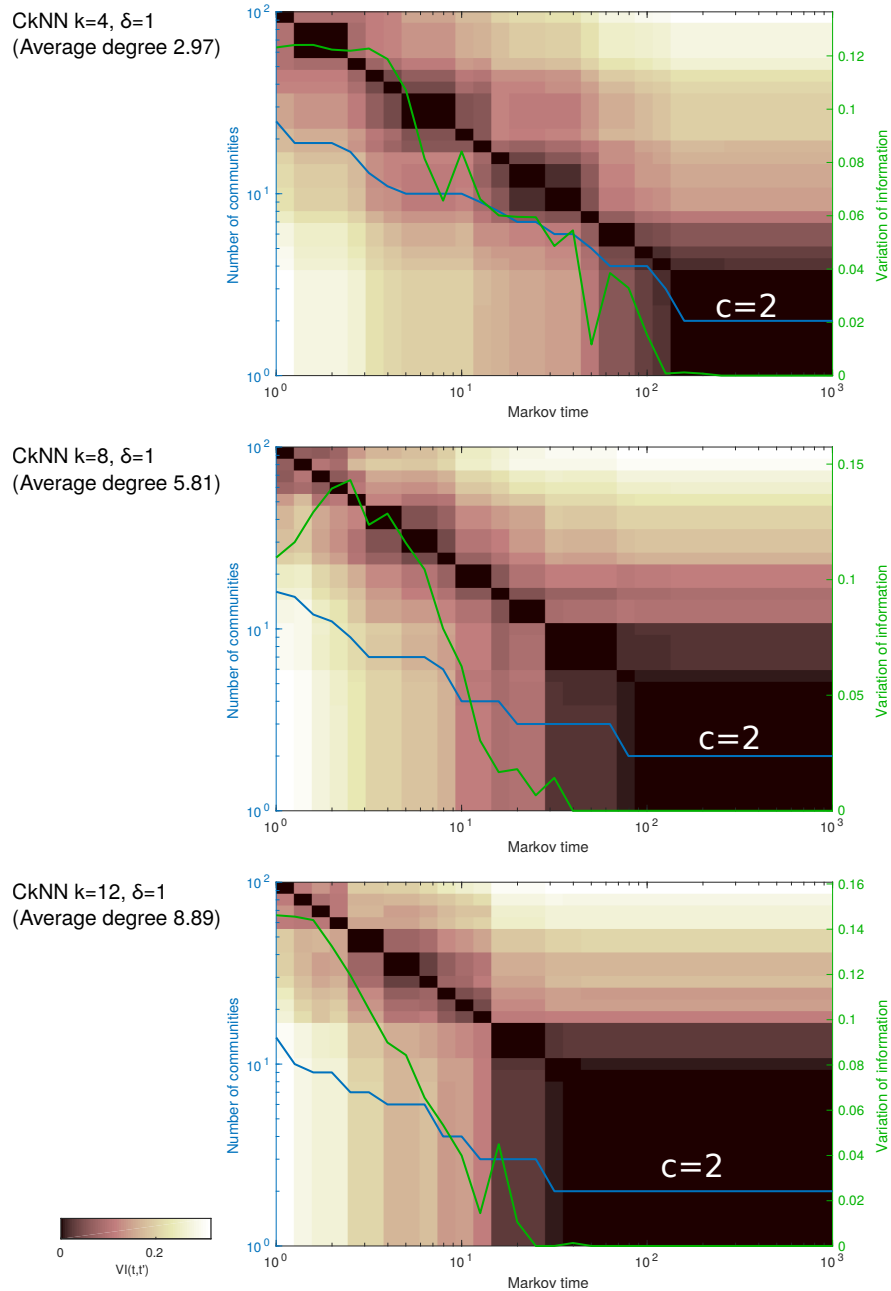 CkNN k=4, δ=1
(Average degree 2.97)
10^2
10^1
10^0
Number of communities
0.12
0.1
0.08
0.06
0.04
0.02
0
Variation of information
c=2
10^0 10^1 10^2 10^3
Markov time
CkNN k=8, δ=1
(Average degree 5.81)
10^2
10^1
10^0
Number of communities
0.15
0.1
0.05
0
Variation of information
c=2
10^0 10^1 10^2 10^3
Markov time
CkNN k=12, δ=1
(Average degree 8.89)
10^2
10^1
10^0
Number of communities
0.16
0.14
0.12
0.1
0.08
0.06
0.04
0.02
0
Variation of information
c=2
10^0 10^1 10^2 10^3
Markov time
0 0.2
VI(t,t')